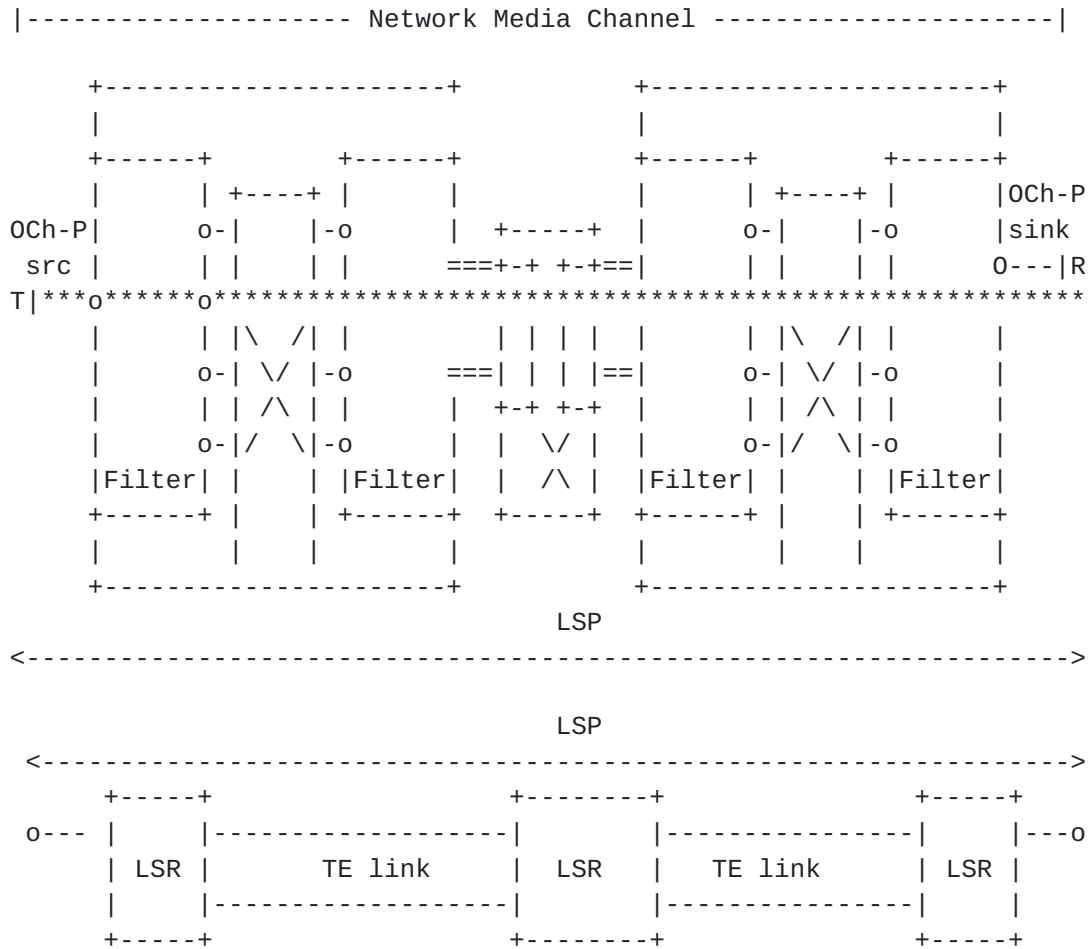 |--------------------- Network Media Channel ----------------------|

     +----------------------+           +----------------------+
     |                                  |                      |
     +------+        +------+           +------+        +------+
     |      | +----+ |      |           |      | +----+ |      |OCh-P
OCh-P|      o-|    |-o      |  +-----+  |      o-|    |-o      |sink
 src |      | |    | |      ===+-+ +-+==|      | |    | |      O---|R
T|***o******o********************************************************
     |      | |\  /| |         | | | |  |      | |\  /| |      |
     |      o-| \/ |-o      ===| | | |==|      o-| \/ |-o      |
     |      | | /\ | |      |  +-+ +-+  |      | | /\ | |      |
     |      o-|/  \|-o      |  |  \/ |  |      o-|/  \|-o      |
     |Filter| |    | |Filter|  |  /\ |  |Filter| |    | |Filter|
     +------+ |    | +------+  +-----+  +------+ |    | +------+
     |        |    |        |           |        |    |        |
     +----------------------+           +----------------------+
                                   LSP
<------------------------------------------------------------------->

                                   LSP
 <------------------------------------------------------------------>
      +-----+                   +--------+                +-----+
 o--- |     |-------------------|        |----------------|     |---o
      | LSR |       TE link     |  LSR   |   TE link      | LSR |
      |     |-------------------|        |----------------|     |
      +-----+                   +--------+                +-----+